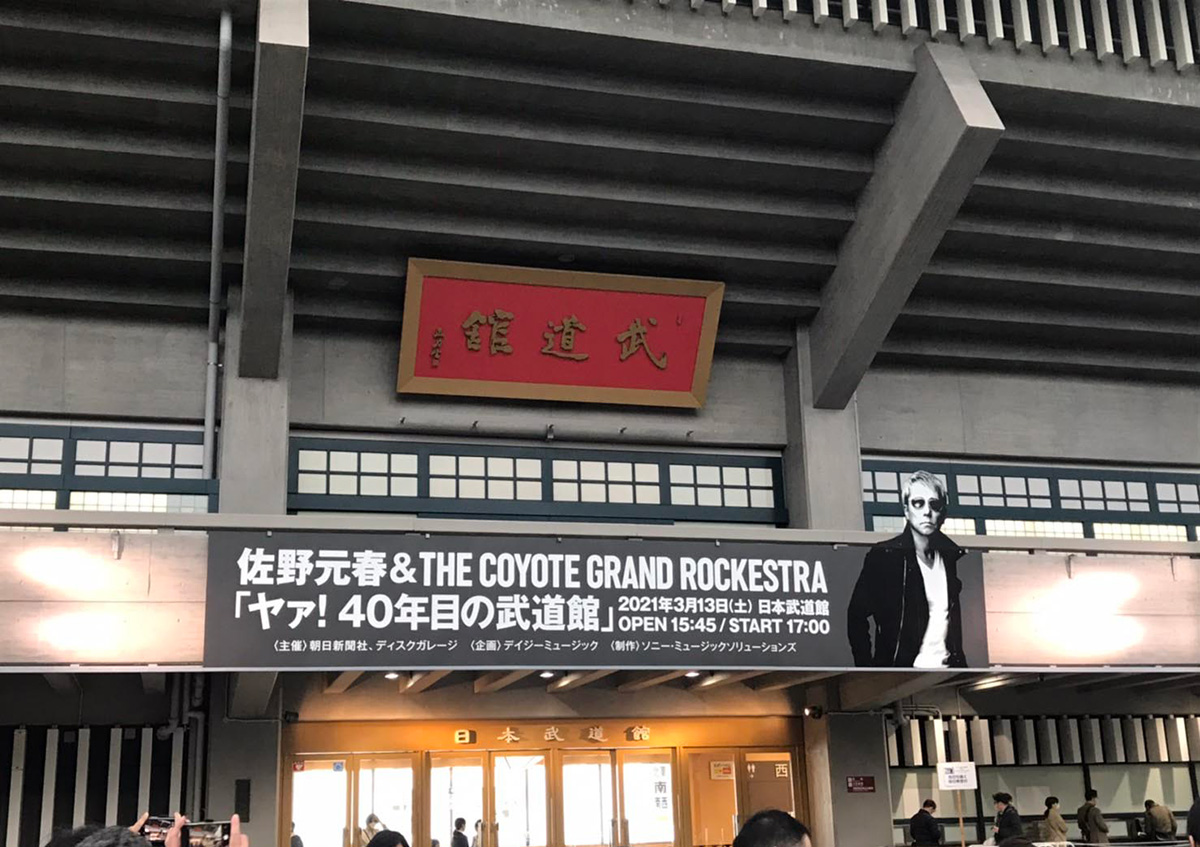 武道館
佐野元春&THE COYOTE GRAND ROCKESTRA
「ヤァ! 40年目の武道館」
2021年3月13日(土) 日本武道館
OPEN 15:45 / START 17:00
〈主催〉朝日新聞社、ディスクガレージ 〈企画〉デイジーミュージック 〈制作〉ソニー・ミュージックソリューションズ
日本武道館
南
西